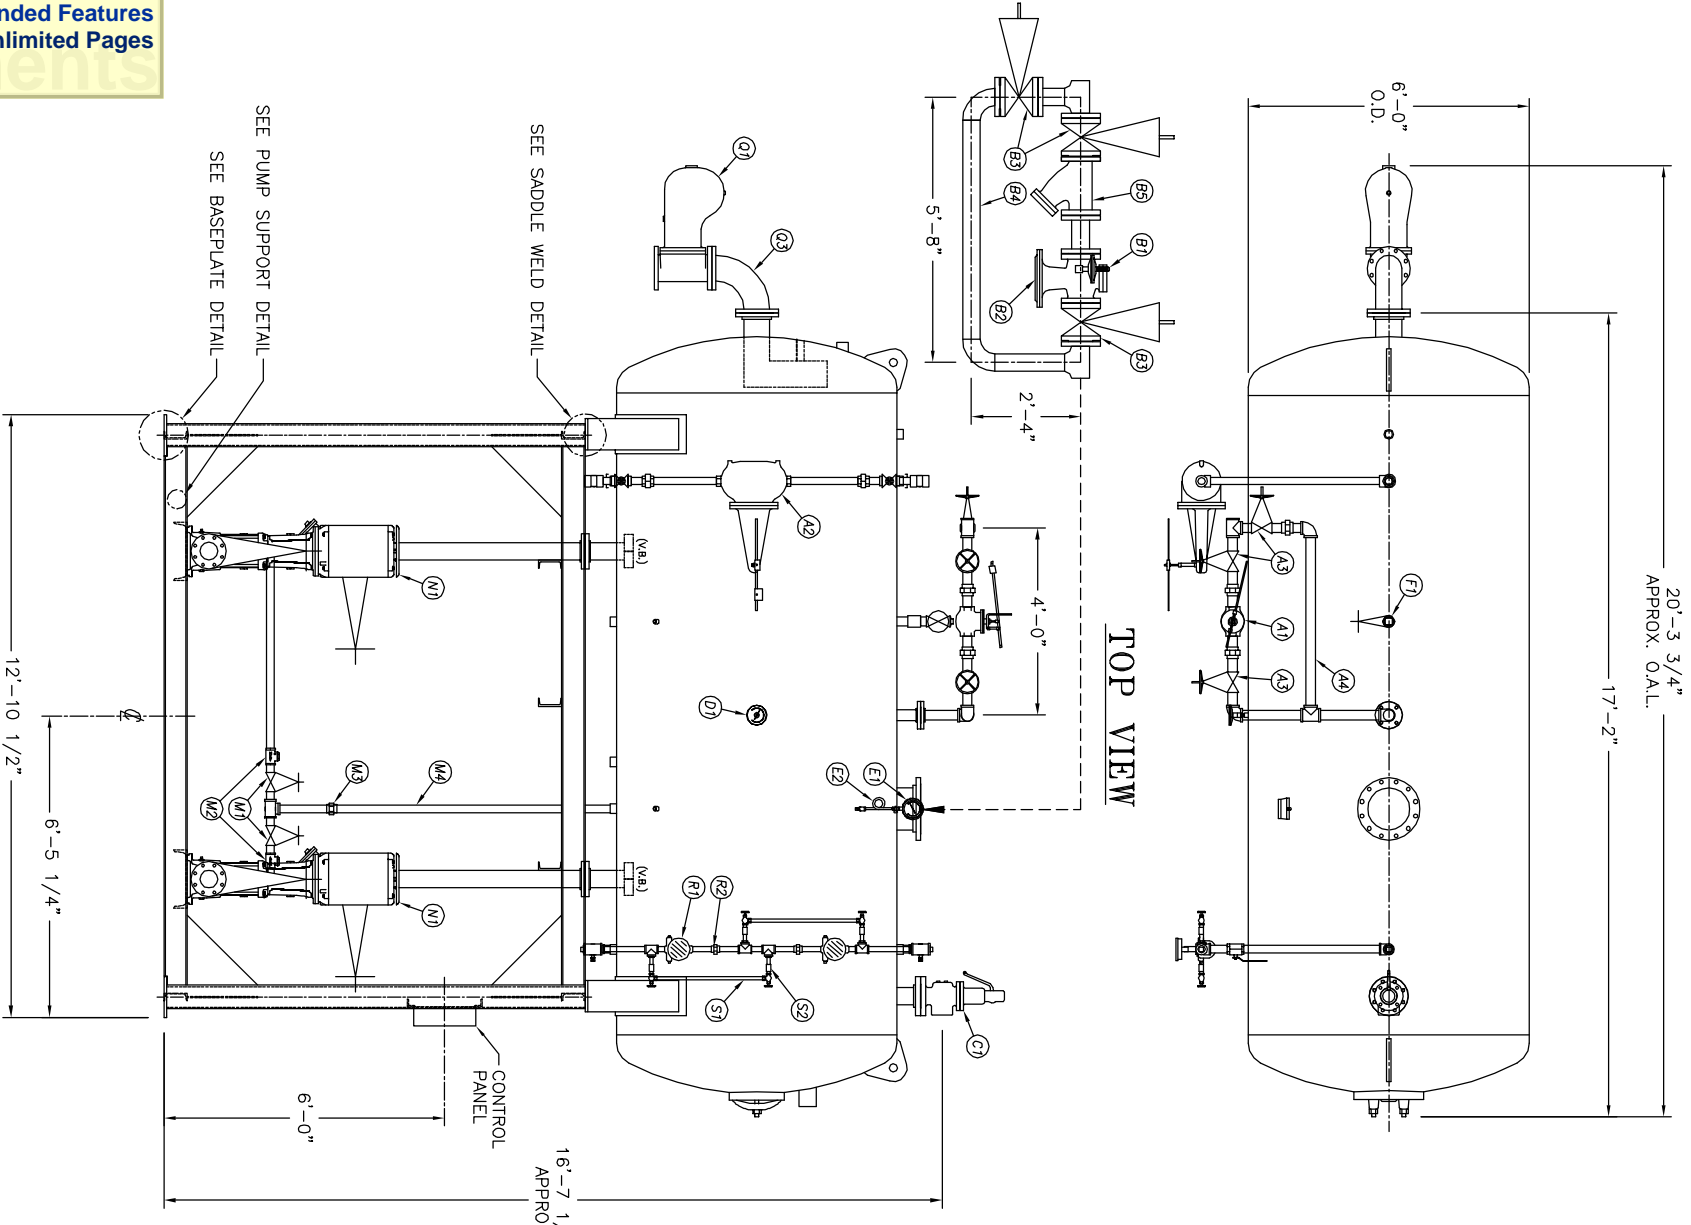 nded Features
nlimited Pages
ents
SEE PUMP SUPPORT DETAIL
SEE BASEPLATE DETAIL
SEE SADDLE WELD DETAIL
Q1
Q3
5'-8"
2'-4"
B3
B4
B5
B1
B2
B3
6'-0"
O.D.
20'-3 3/4"
APPROX. O.A.L.
17'-2"
F1
A3
A1
A3
A4
TOP VIEW
4'-0"
A2
D1
E1
E2
(V.B.)
(V.B.)
N1
N1
M1
M2
M3
M4
R1
R2
S1
S2
C1
CONTROL
PANEL
12'-10 1/2"
6'-5 1/4"
6'-0"
16'-7 1/
APPRO